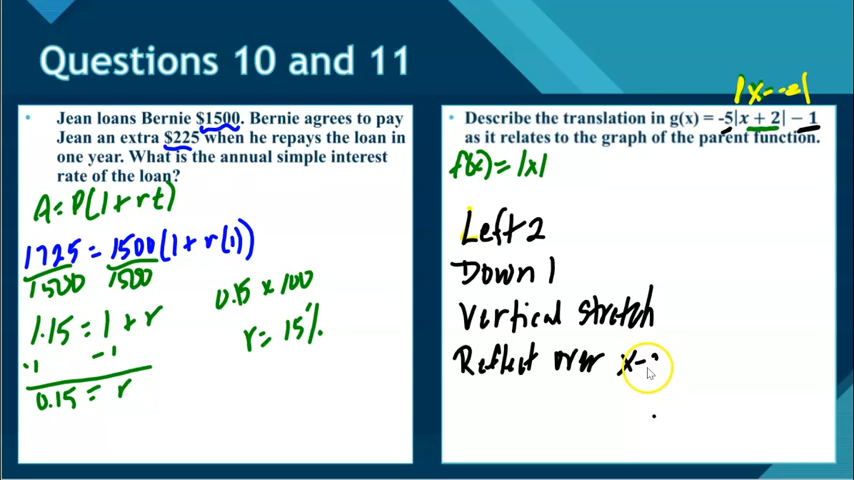 Questions 10 and 11
• Jean loans Bernie $1500. Bernie agrees to pay
Jean an extra $225 when he repays the loan in
one year. What is the annual simple interest
rate of the loan?
A = P(1 + rt)
1725 = 1500(1 + r(1))
1500 1500
1.15 = 1 + r
-1 -1
0.15 = r
0.15 x 100
r = 15%
|x--2|
• Describe the translation in g(x) = -5|x + 2| − 1
as it relates to the graph of the parent function.
f(x) = |x|
Left 2
Down 1
Vertical stretch
Reflect over x-